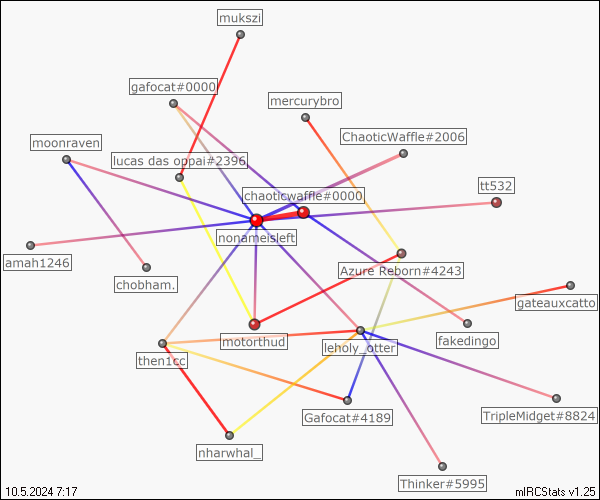 mukszi
gafocat#0000
mercurybro
ChaoticWaffle#2006
moonraven
lucas das oppai#2396
tt532
chaoticwaffle#0000
nonameisleft
amah1246
Azure Reborn#4243
chobham.
gateauxcatto
motorthud
fakedingo
leholy_otter
then1cc
Gafocat#4189
TripleMidget#8824
nharwhal_
Thinker#5995
10.5.2024 7:17
mIRCStats v1.25